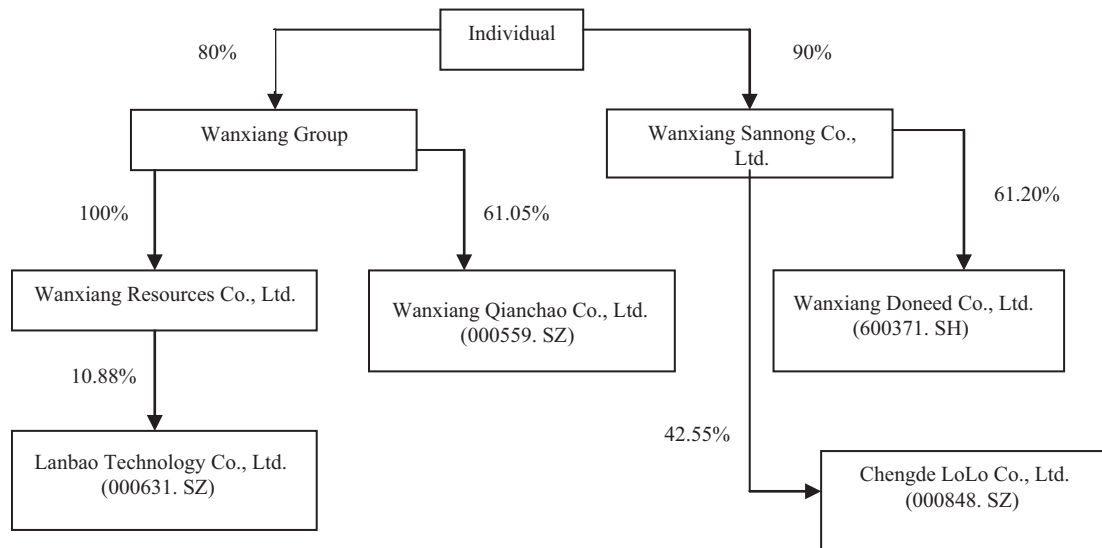 Individual
80%
90%
Wanxiang Group
Wanxiang Sannong Co.,
Ltd.
100%
61.05%
61.20%
Wanxiang Resources Co., Ltd.
Wanxiang Qianchao Co., Ltd.
(000559. SZ)
Wanxiang Doneed Co., Ltd.
(600371. SH)
10.88%
42.55%
Lanbao Technology Co., Ltd.
(000631. SZ)
Chengde LoLo Co., Ltd.
(000848. SZ)